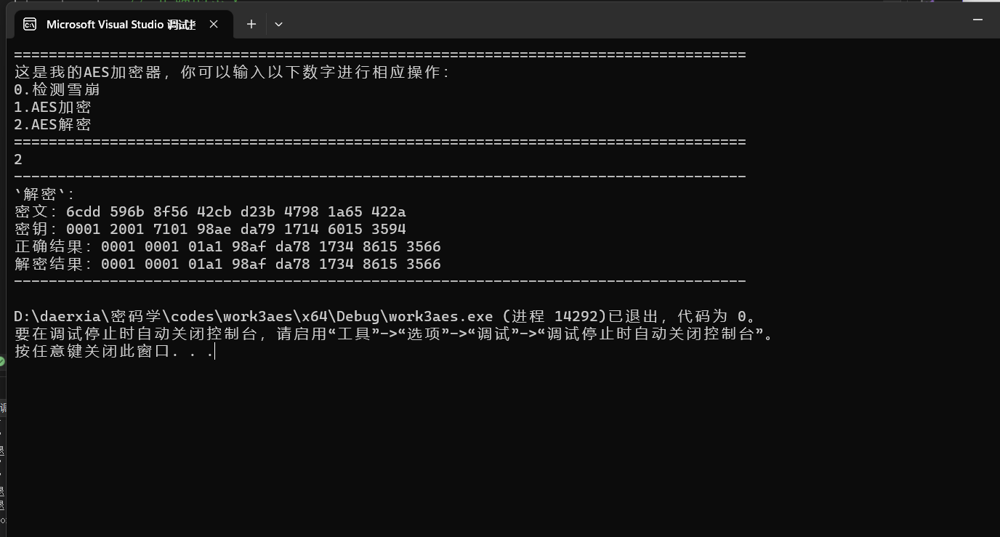 Microsoft Visual Studio 调试控
================================================================================
这是我的AES加密器，你可以输入以下数字进行相应操作：
0.检测雪崩
1.AES加密
2.AES解密
================================================================================
2
--------------------------------------------------------------------------------
`解密`：
密文：6cdd 596b 8f56 42cb d23b 4798 1a65 422a
密钥：0001 2001 7101 98ae da79 1714 6015 3594
正确结果：0001 0001 01a1 98af da78 1734 8615 3566
解密结果：0001 0001 01a1 98af da78 1734 8615 3566
--------------------------------------------------------------------------------
D:\daerxia\密码学\codes\work3aes\x64\Debug\work3aes.exe (进程 14292)已退出，代码为 0。
要在调试停止时自动关闭控制台，请启用“工具”->“选项”->“调试”->“调试停止时自动关闭控制台”。
按任意键关闭此窗口. . .